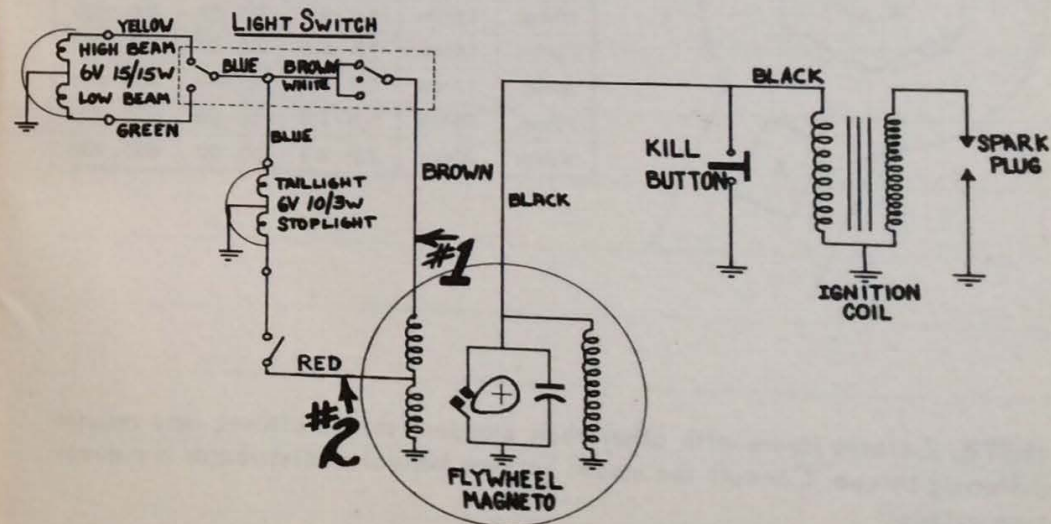 LIGHT SWITCH
YELLOW
HIGH BEAM
6V 15/15W
LOW BEAM
GREEN
BLUE
BROWN
WHITE
BLUE
TAILLIGHT
6V 10/3W
STOPLIGHT
BROWN
#1
RED
#2
BLACK
BLACK
KILL
BUTTON
SPARK
PLUG
IGNITION
COIL
FLYWHEEL
MAGNETO